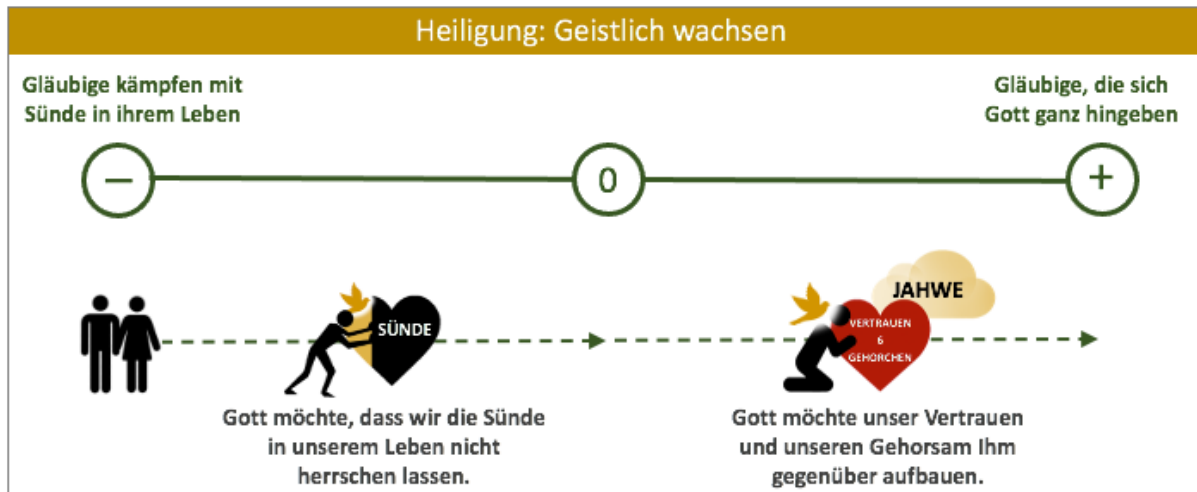 Heiligung: Geistlich wachsen
Gläubige kämpfen mit
Sünde in ihrem Leben
Gläubige, die sich
Gott ganz hingeben
–
0
+
SÜNDE
JAHWE
VERTRAUEN
6
GEHORCHEN
Gott möchte, dass wir die Sünde
in unserem Leben nicht
herrschen lassen.
Gott möchte unser Vertrauen
und unseren Gehorsam Ihm
gegenüber aufbauen.